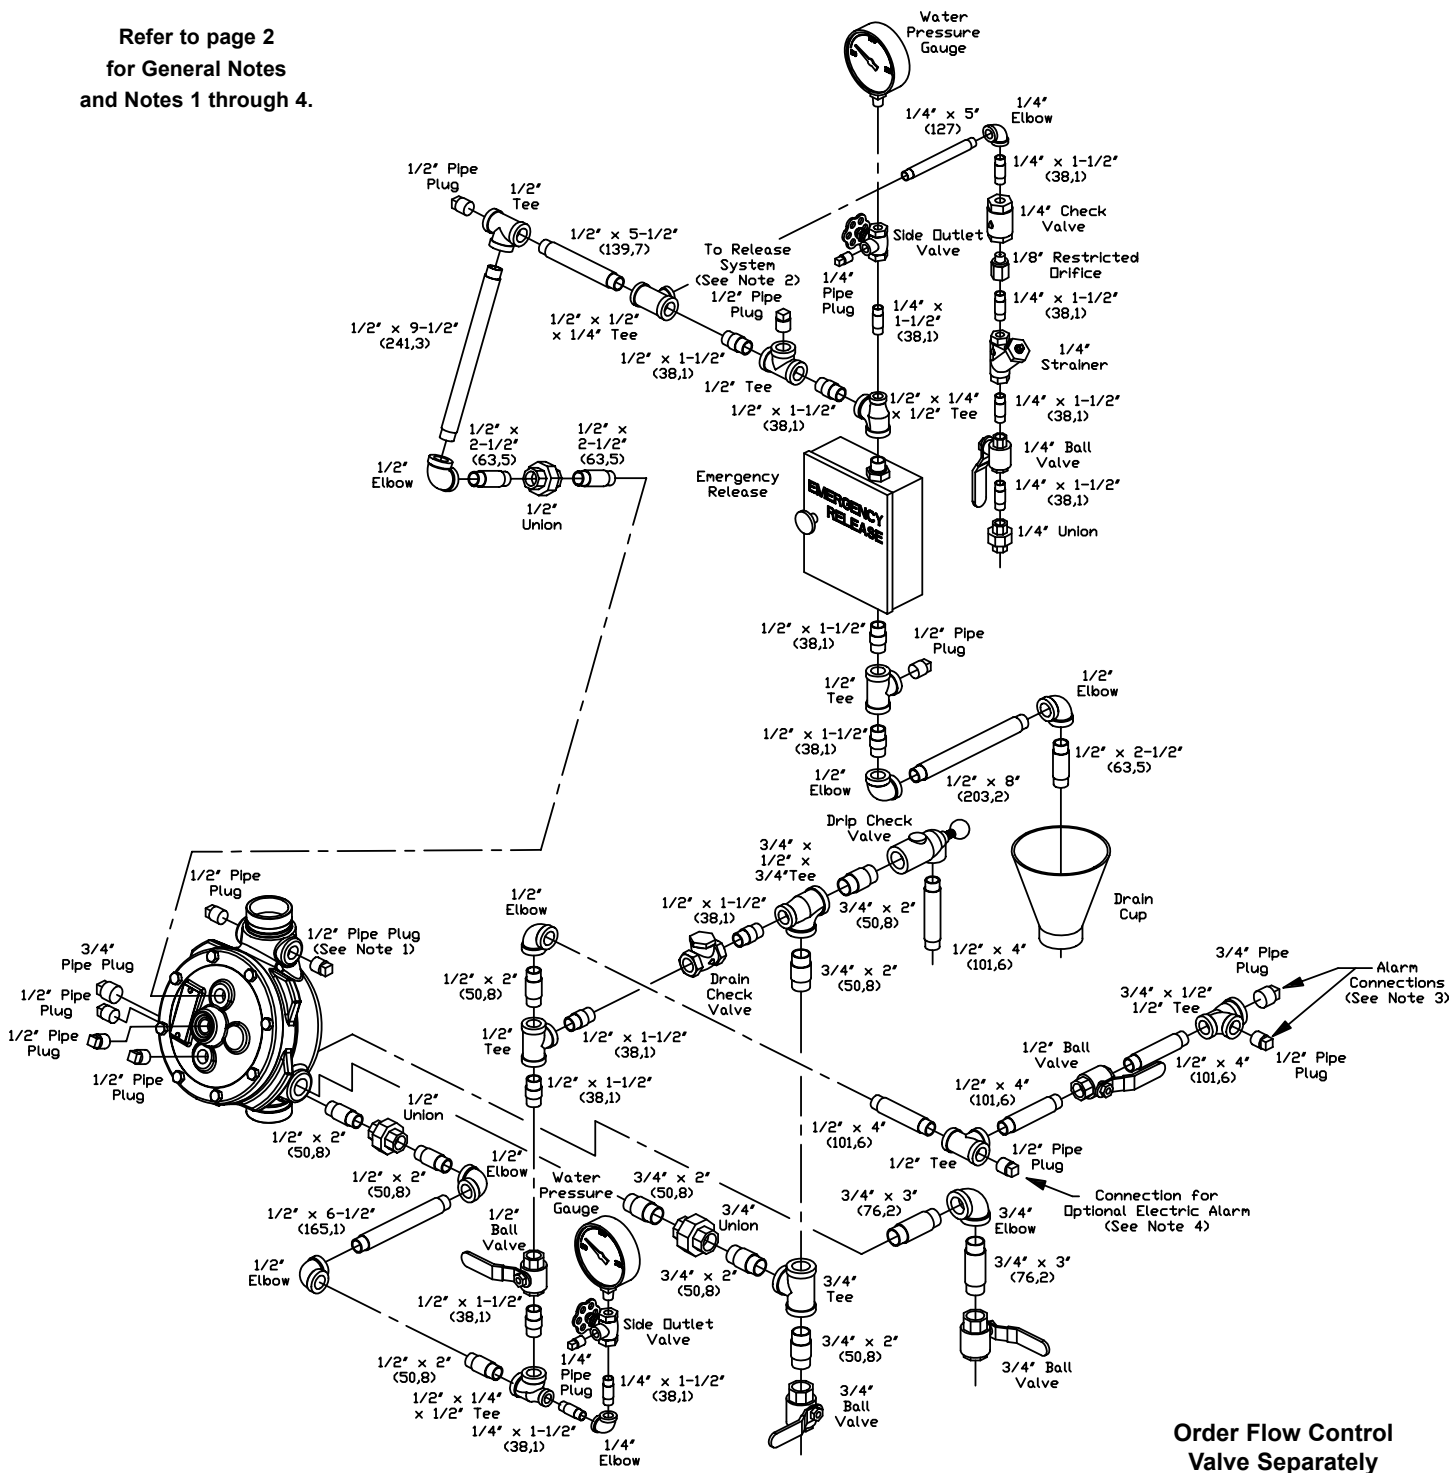 Refer to page 2
for General Notes
and Notes 1 through 4.
Water
Pressure
Gauge
1/4" x 5"
(127)
1/4"
Elbow
1/4" x 1-1/2"
(38,1)
1/4" Check
Valve
1/8" Restricted
Orifice
1/4" x 1-1/2"
(38,1)
1/4"
Strainer
1/4" x 1-1/2"
(38,1)
1/4" Ball
Valve
1/4" x 1-1/2"
(38,1)
1/4" Union
1/2" Pipe
Plug
1/2"
Tee
1/2" x 5-1/2"
(139,7)
To Release
System
(See Note 2)
Side Outlet
Valve
1/4"
Pipe
Plug
1/2" Pipe
Plug
1/4" x
1-1/2"
(38,1)
1/2" x 1/2"
x 1/4" Tee
1/2" x 9-1/2"
(241,3)
1/2" x 1-1/2"
(38,1)
1/2" Tee
1/2" x 1-1/2"
(38,1)
1/2" x 1/4"
x 1/2" Tee
1/2"
Elbow
1/2" x
2-1/2"
(63,5)
1/2" x
2-1/2"
(63,5)
1/2"
Union
Emergency
Release
EMERGENCY
RELEASE
1/2" x 1-1/2"
(38,1)
1/2" Pipe
Plug
1/2"
Tee
1/2" x 1-1/2"
(38,1)
1/2"
Elbow
1/2" x 8"
(203,2)
1/2"
Elbow
1/2" x 2-1/2"
(63,5)
Drain
Cup
Drip Check
Valve
3/4" x
1/2" x
3/4"Tee
3/4" x 2"
(50,8)
1/2" x 4"
(101,6)
1/2" x 1-1/2"
(38,1)
Drain
Check
Valve
3/4" x 2"
(50,8)
1/2" Pipe
Plug
1/2" Pipe Plug
(See Note 1)
3/4"
Pipe Plug
1/2" Pipe
Plug
1/2" Pipe
Plug
1/2" Pipe
Plug
1/2"
Elbow
1/2" x 2"
(50,8)
1/2"
Tee
1/2" x 1-1/2"
(38,1)
1/2" x 1-1/2"
(38,1)
3/4" Pipe
Plug
Alarm
Connections
(See Note 3)
3/4" x 1/2"
1/2" Tee
1/2" Pipe
Plug
1/2" x 4"
(101,6)
1/2" Ball
Valve
1/2" x 4"
(101,6)
1/2" x 4"
(101,6)
1/2" Tee
1/2" Pipe
Plug
Connection for
Optional Electric Alarm
(See Note 4)
1/2" x 2"
(50,8)
1/2"
Union
1/2" x 2"
(50,8)
1/2"
Elbow
1/2" x 6-1/2"
(165,1)
1/2"
Elbow
1/2"
Ball
Valve
Water
Pressure
Gauge
3/4" x 2"
(50,8)
3/4"
Union
3/4" x 2"
(50,8)
3/4"
Tee
3/4" x 3"
(76,2)
3/4"
Elbow
3/4" x 3"
(76,2)
3/4" Ball
Valve
1/2" x 1-1/2"
(38,1)
Side Outlet
Valve
1/4"
Pipe
Plug
1/2" x 2"
(50,8)
1/2" x 1/4"
x 1/2" Tee
1/4" x 1-1/2"
(38,1)
1/4" x 1-1/2"
(38,1)
1/4"
Elbow
3/4" x 2"
(50,8)
3/4"
Ball
Valve
Order Flow Control
Valve Separately